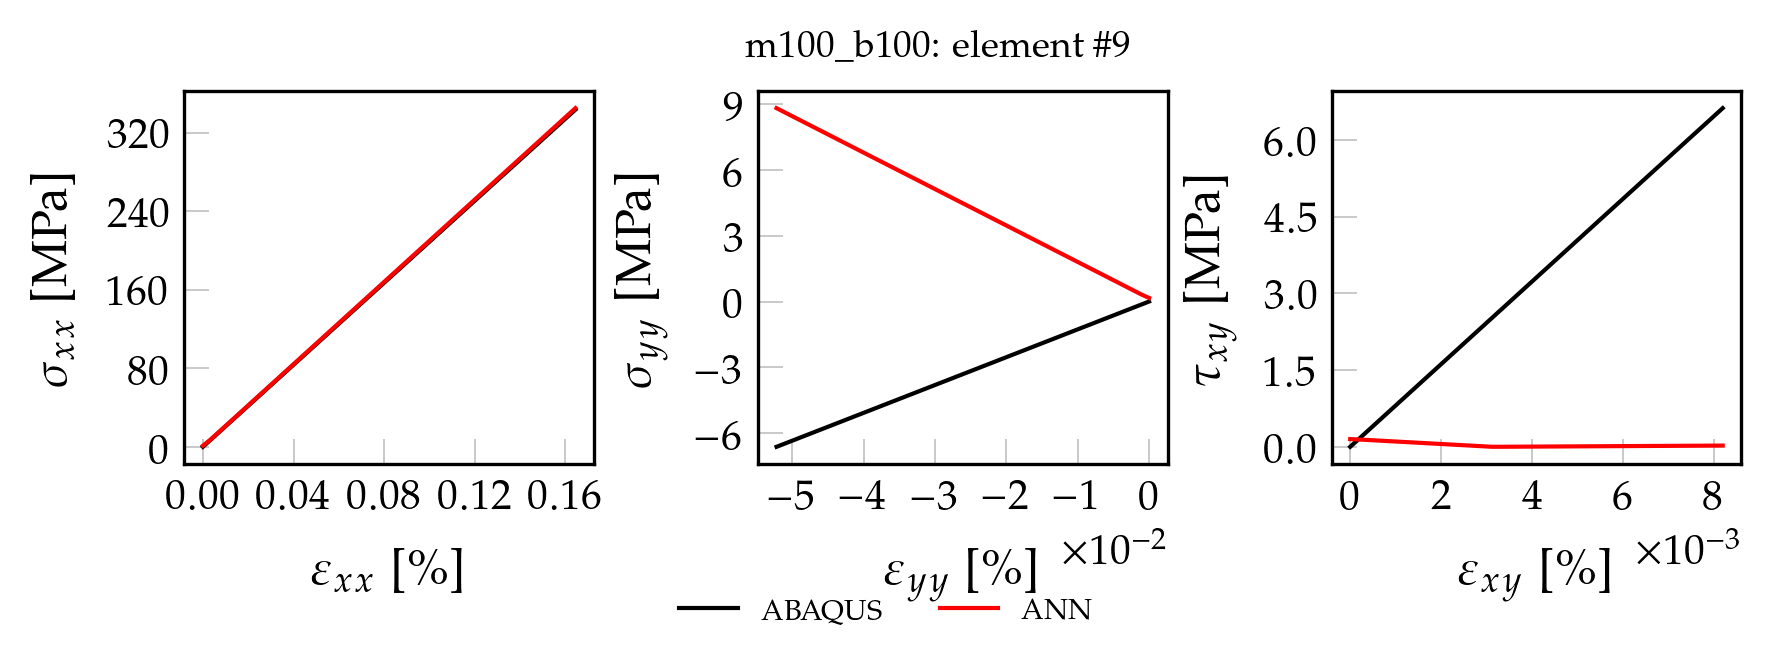 m100_b100: element #9
σxx [MPa]
320
240
160
80
0
0.00 0.04 0.08 0.12 0.16
εxx [%]
σyy [MPa]
9
6
3
0
−3
−6
−5 −4 −3 −2 −1 0
×10⁻²
εyy [%]
τxy [MPa]
6.0
4.5
3.0
1.5
0.0
0 2 4 6 8
×10⁻³
εxy [%]
ABAQUS ANN